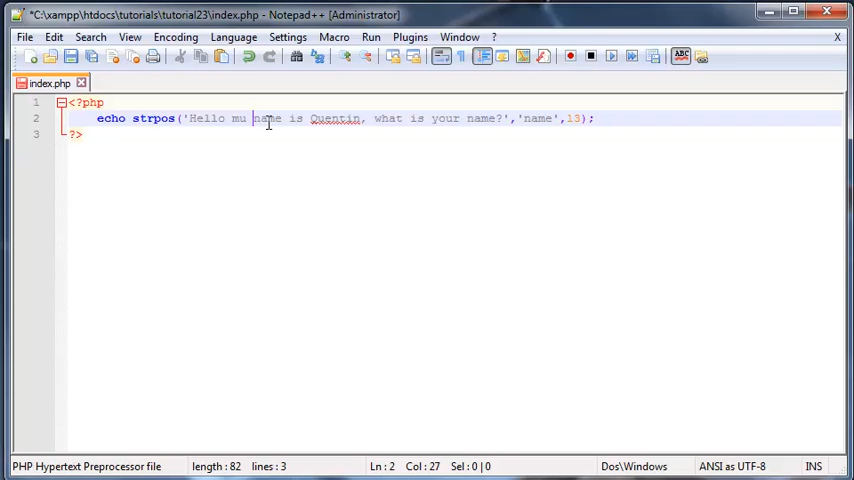 *C:\xampp\htdocs\tutorials\tutorial23\index.php - Notepad++ [Administrator]
File Edit Search View Encoding Language Settings Macro Run Plugins Window ? X
index.php
1 <?php
2 echo strpos('Hello mu name is Quentin, what is your name?','name',13);
3 ?>
PHP Hypertext Preprocessor file length : 82 lines : 3 Ln : 2 Col : 27 Sel : 0 | 0 Dos\Windows ANSI as UTF-8 INS